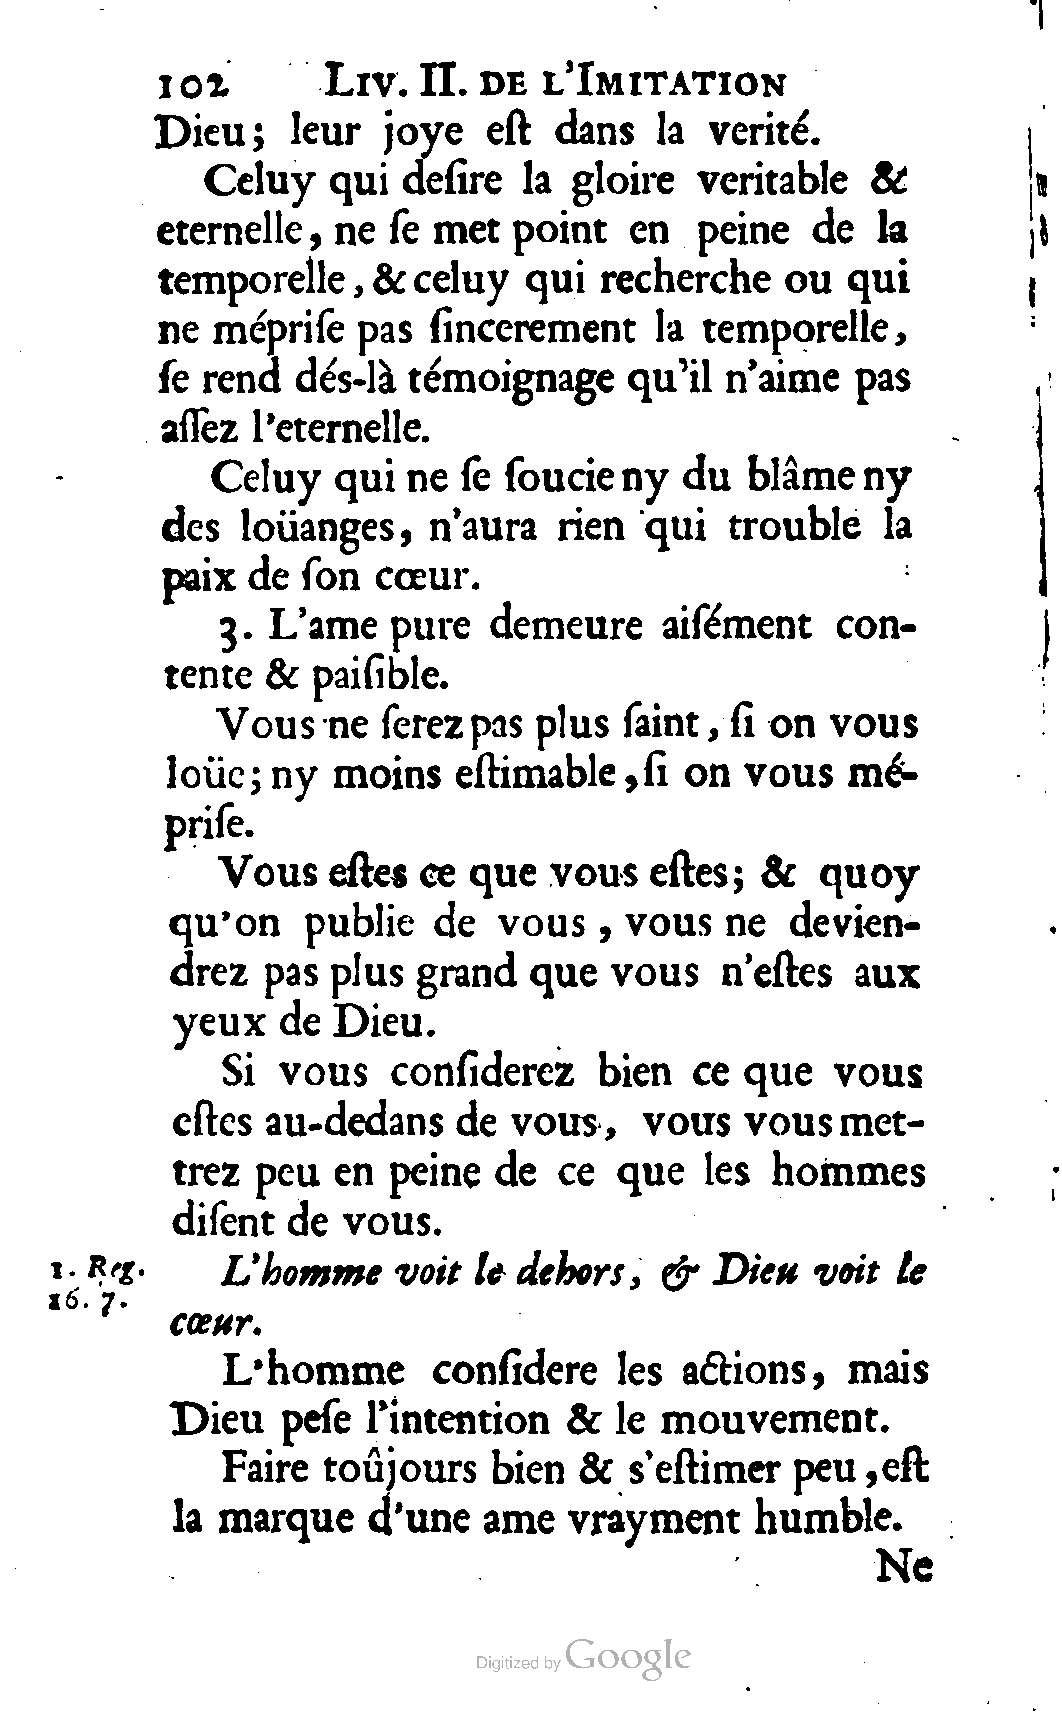 102 LIV. II. DE L'IMITATION
Dieu; leur joye eſt dans la verité.
Celuy qui deſire la gloire veritable &
eternelle, ne ſe met point en peine de la
temporelle, & celuy qui recherche ou qui
ne mépriſe pas ſincerement la temporelle,
ſe rend dés-là témoignage qu'il n'aime pas
aſſez l'eternelle.
Celuy qui ne ſe ſoucie ny du blâme ny
des loüanges, n'aura rien qui trouble la
paix de ſon cœur.
3. L'ame pure demeure aiſément con-
tente & paiſible.
Vous ne ſerez pas plus ſaint, ſi on vous
loüe; ny moins eſtimable, ſi on vous mé-
priſe.
Vous eſtes ce que vous eſtes; & quoy
qu'on publie de vous, vous ne devien-
drez pas plus grand que vous n'eſtes aux
yeux de Dieu.
Si vous conſiderez bien ce que vous
eſtes au-dedans de vous, vous vous met-
trez peu en peine de ce que les hommes
diſent de vous.
1. Reg. L'homme voit le dehors, & Dieu voit le
16. 7.
cœur.
L'homme conſidere les actions, mais
Dieu peſe l'intention & le mouvement.
Faire toûjours bien & s'eſtimer peu, eſt
la marque d'une ame vrayment humble.
Ne
Digitized by Google